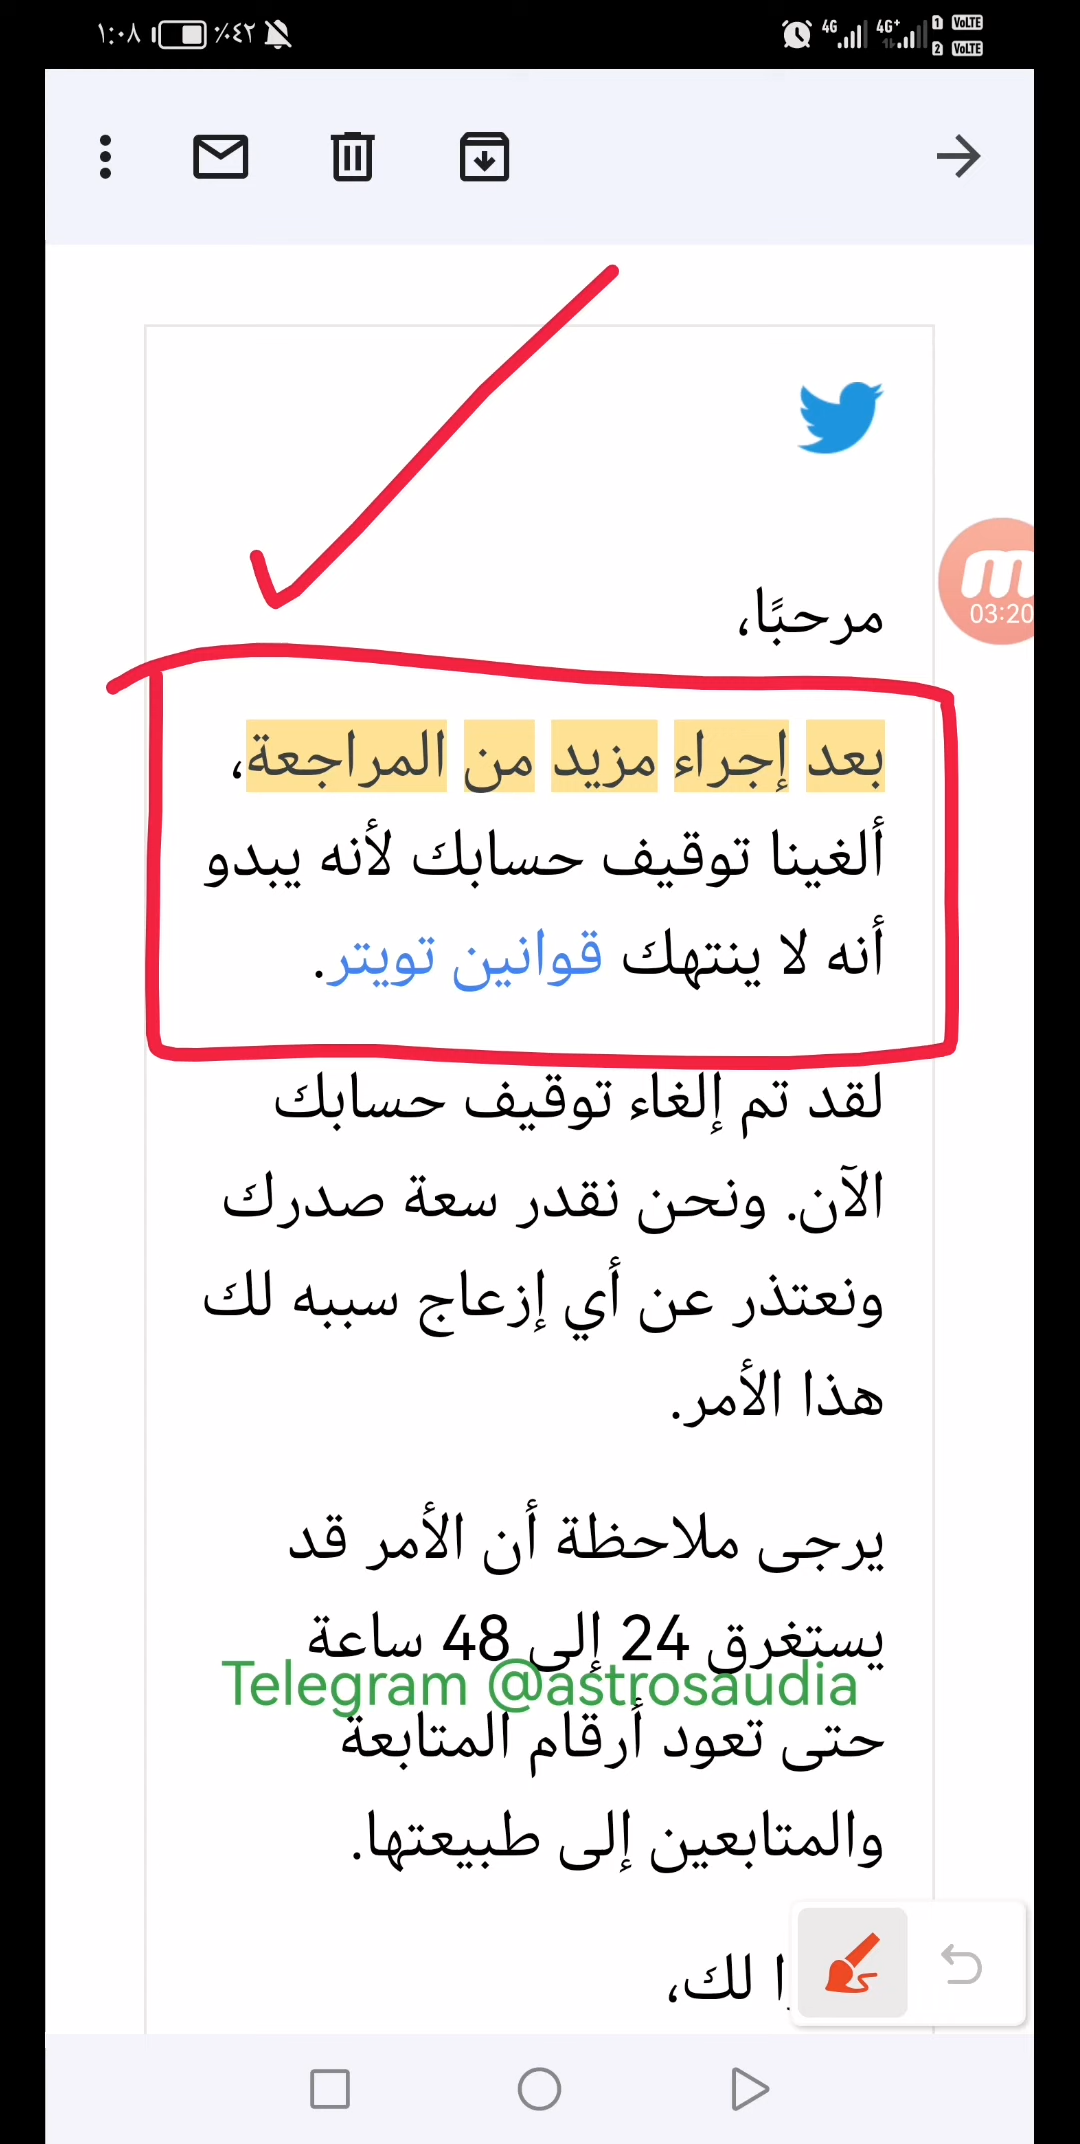 ١:٠٨ ٪٤٢ 4G 4G+ 1 VoLTE 2 VoLTE
مرحبًا،
03:20
بعد إجراء مزيد من المراجعة،
ألغينا توقيف حسابك لأنه يبدو
أنه لا ينتهك قوانين تويتر.
لقد تم إلغاء توقيف حسابك
الآن. ونحن نقدر سعة صدرك
ونعتذر عن أي إزعاج سببه لك
هذا الأمر.
يرجى ملاحظة أن الأمر قد
يستغرق 24 إلى 48 ساعة
Telegram @astrosaudia
حتى تعود أرقام المتابعة
والمتابعين إلى طبيعتها.
لك،